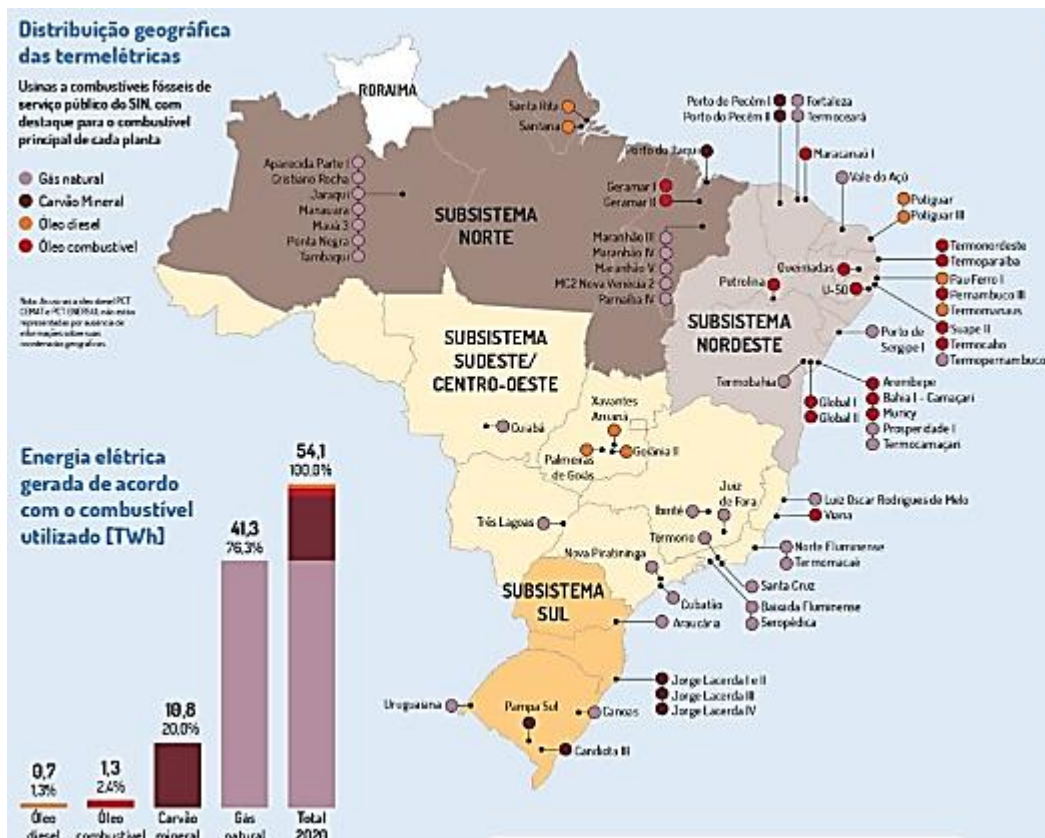 Distribuição geográfica
das termelétricas
Usinas a combustíveis fósseis de
serviço público do SIN, com
destaque para o combustível
principal de cada planta
Gás natural
Carvão Mineral
Óleo diesel
Óleo combustível
RORAIMA
Santa Rita
Santana
Aparecida Parte I
Cristiano Rocha
Jaraqui
Manauara
Mauá 3
Ponta Negra
Tambaqui
SUBSISTEMA
NORTE
Porto do Itaqui
Geramar I
Geramar II
Maranhão III
Maranhão IV
Maranhão V
MC2 Nova Venécia 2
Parnaíba IV
Porto do Pecém I
Porto do Pecém II
Fortaleza
Termoceará
Maracanaú I
Vale do Açú
Potiguar
Potiguar III
Termonordeste
Termoparaíba
Queimadas
Pau Ferro I
Petrolina
U-50
Pernambuco III
Termomanaus
SUBSISTEMA
NORDESTE
Suape II
Termocabo
Termopernambuco
Porto de
Sergipe I
Termobahia
Global I
Global II
Arembepe
Bahia I - Camaçari
Muricy
Prosperidade I
Termocamaçari
SUBSISTEMA
SUDESTE/
CENTRO-OESTE
Cuiabá
Xavantes
Aruanã
Palmeiras
de Goiás
Goiânia II
Três Lagoas
Ibirité
Juiz
de Fora
Luiz Oscar Rodrigues de Melo
Viana
Termorio
Norte Fluminense
Termomacaé
Nova Piratininga
Santa Cruz
Cubatão
Baixada Fluminense
Seropédica
SUBSISTEMA
SUL
Araucária
Jorge Lacerda I e II
Jorge Lacerda III
Jorge Lacerda IV
Uruguaiana
Pampa Sul
Canoas
Candiota III
Energia elétrica
gerada de acordo
com o combustível
utilizado [TWh]
0,7
1,3%
Óleo
diesel
1,3
2,4%
Óleo
combustível
10,8
20,0%
Carvão
mineral
41,3
76,3%
Gás
natural
54,1
100,0%
Total
2020